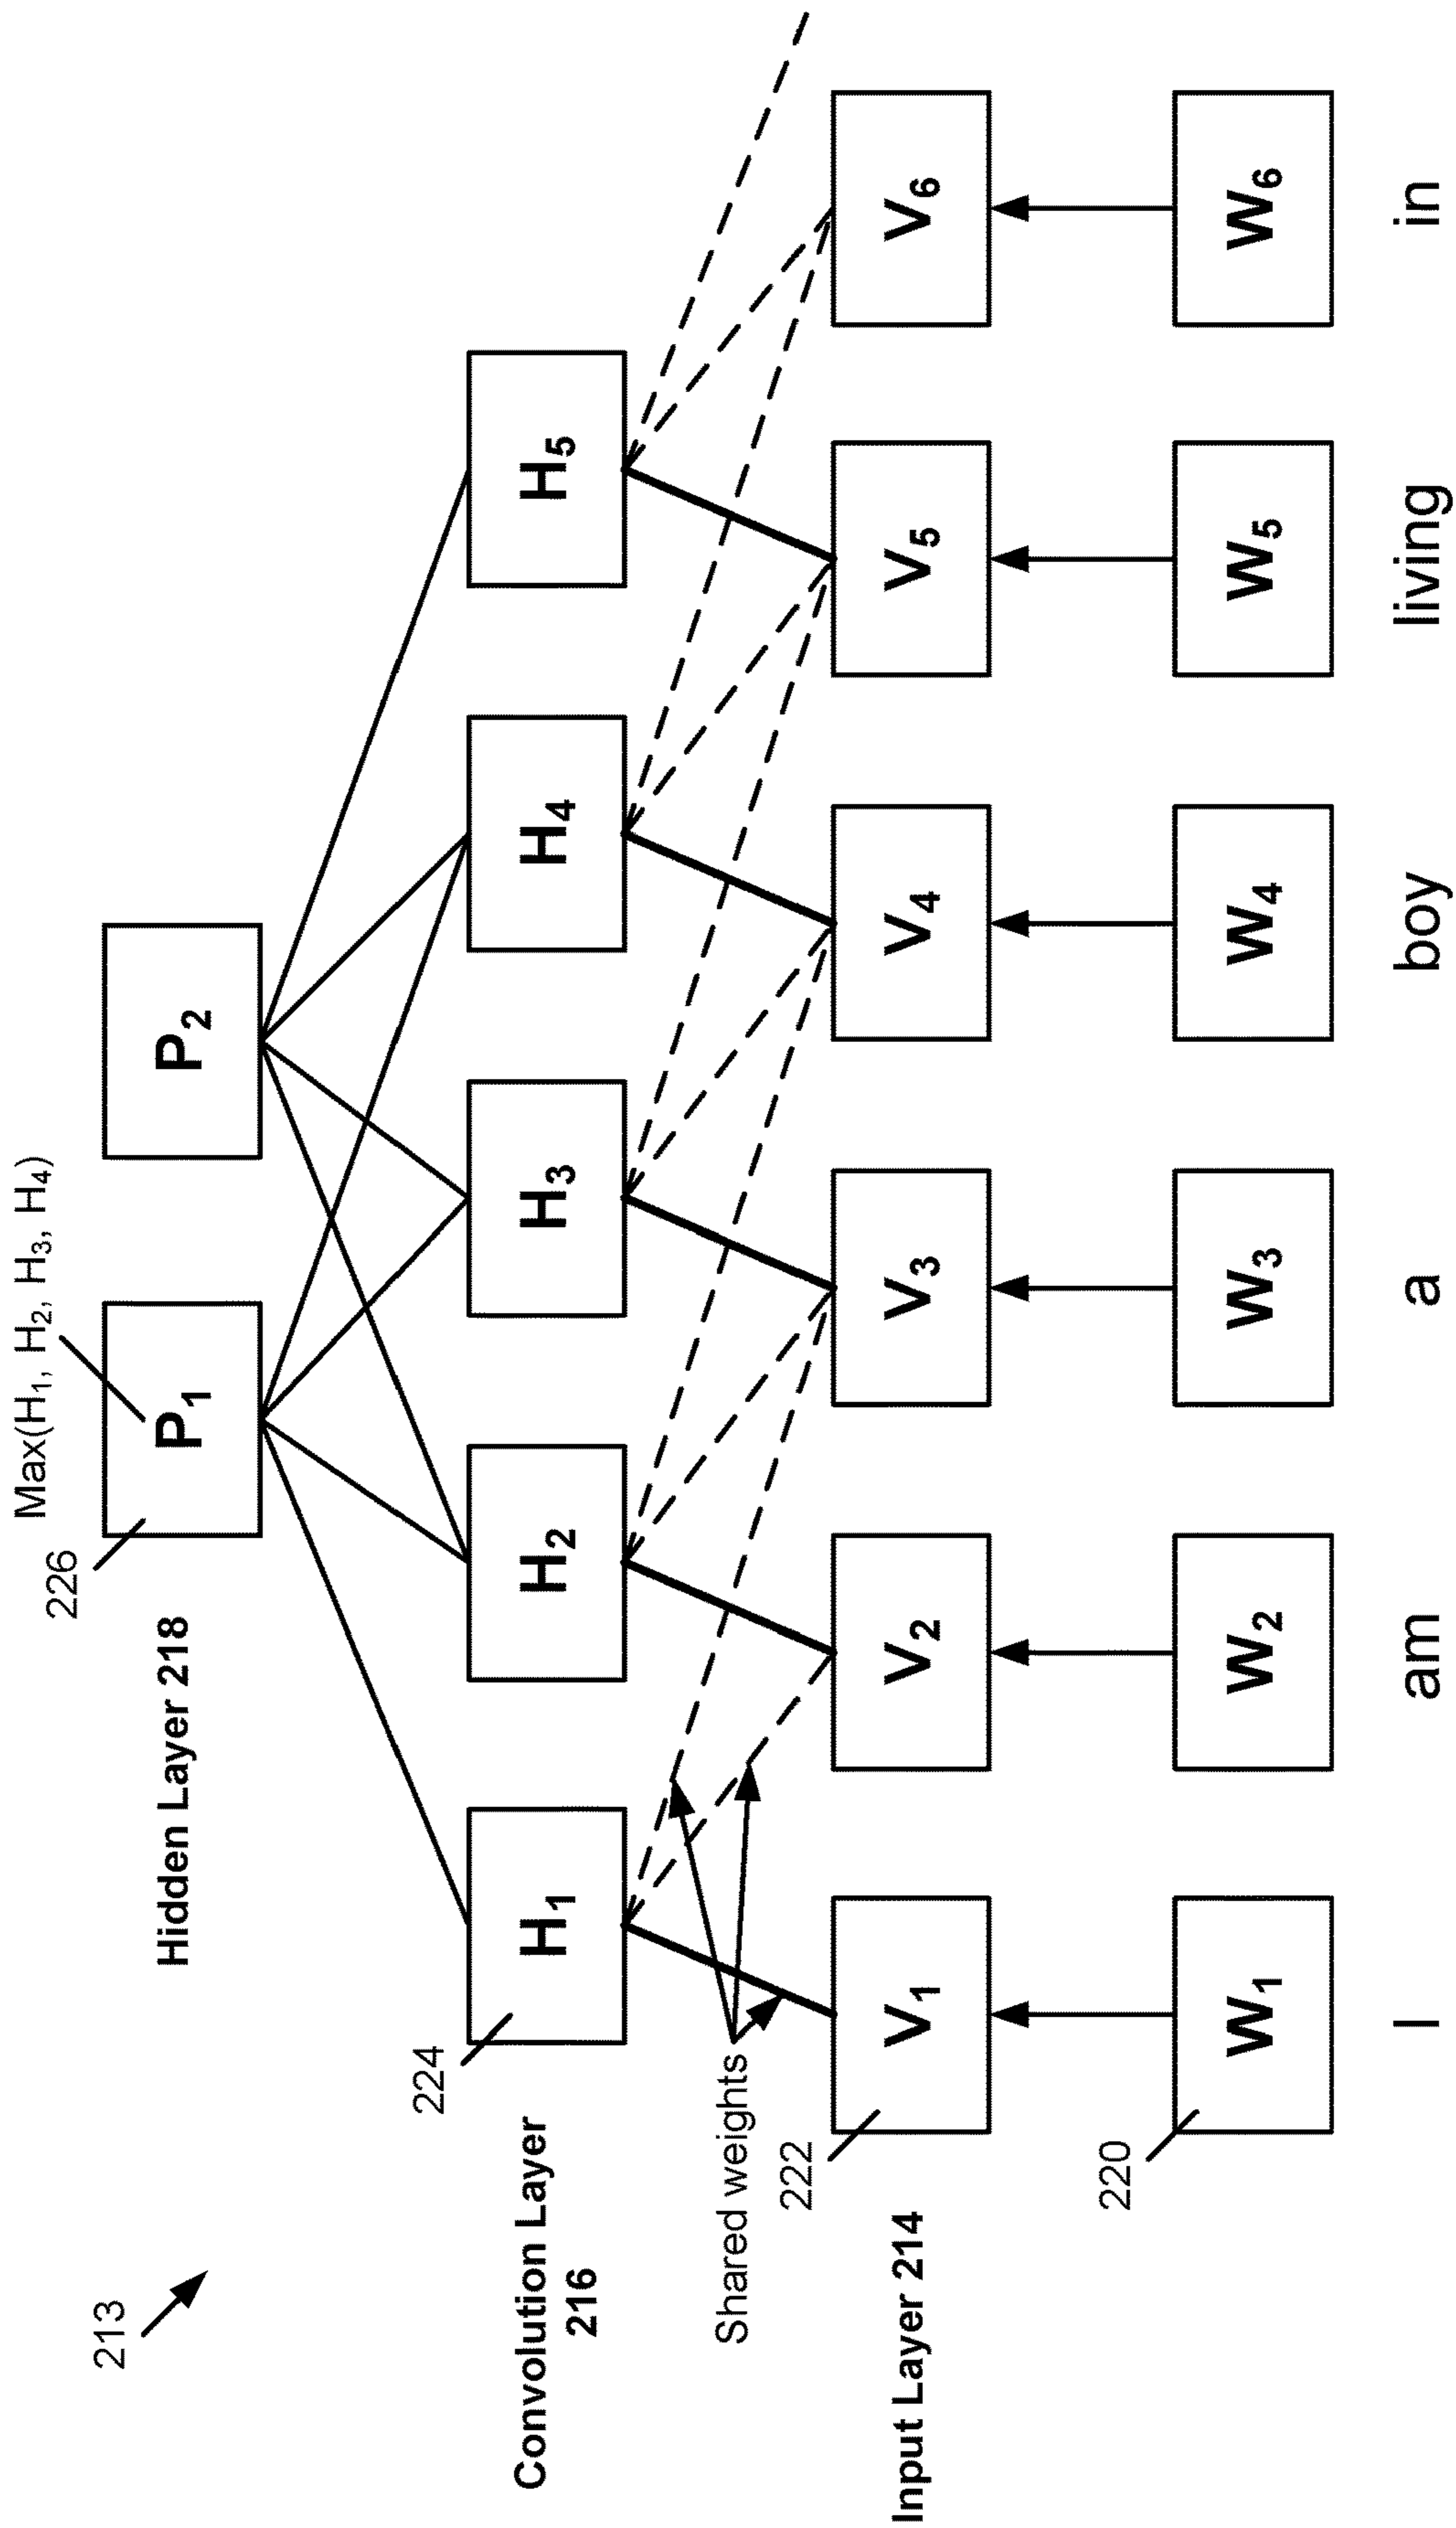 213
Max(H1, H2, H3, H4)
226
P1
P2
Hidden Layer 218
224
H1
H2
H3
H4
H5
Convolution Layer
216
Shared weights
222
V1
V2
V3
V4
V5
V6
Input Layer 214
220
W1
W2
W3
W4
W5
W6
I
am
a
boy
living
in